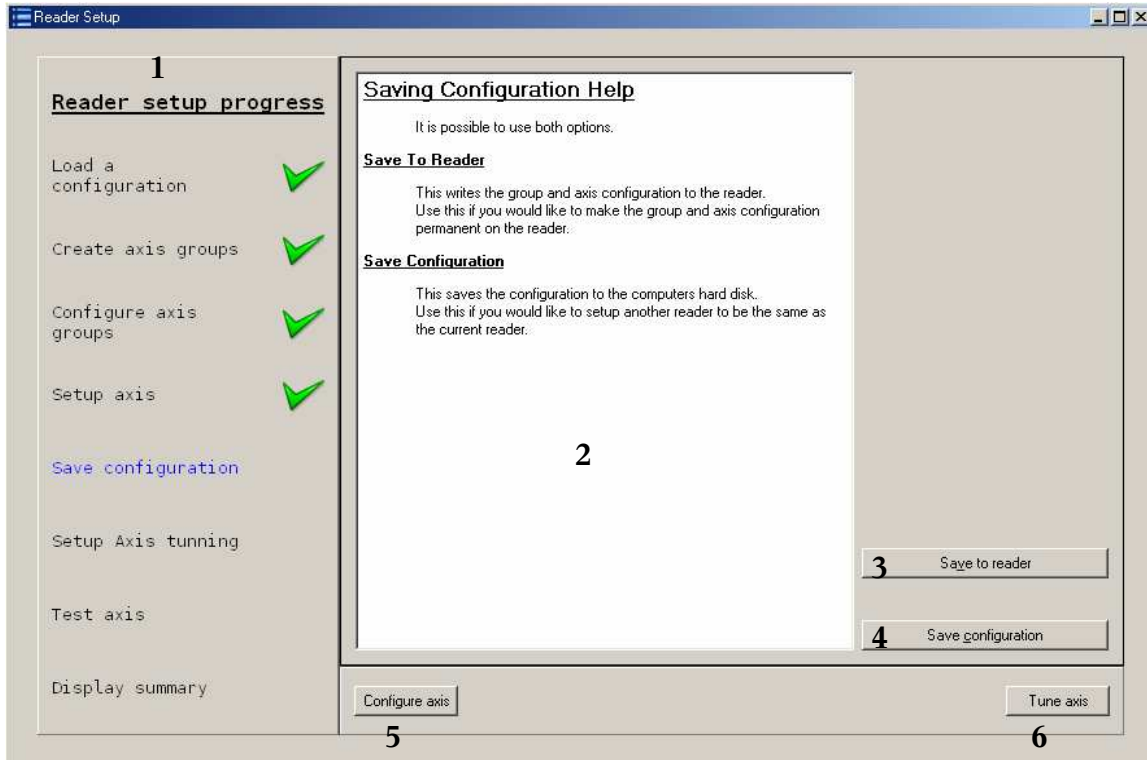 Reader Setup
1
Reader setup progress
Load a
configuration
Create axis groups
Configure axis
groups
Setup axis
Save configuration
Setup Axis tunning
Test axis
Display summary
Saving Configuration Help
It is possible to use both options.
Save To Reader
This writes the group and axis configuration to the reader.
Use this if you would like to make the group and axis configuration
permanent on the reader.
Save Configuration
This saves the configuration to the computers hard disk.
Use this if you would like to setup another reader to be the same as
the current reader.
2
3 Save to reader
4 Save configuration
Configure axis
5
Tune axis
6